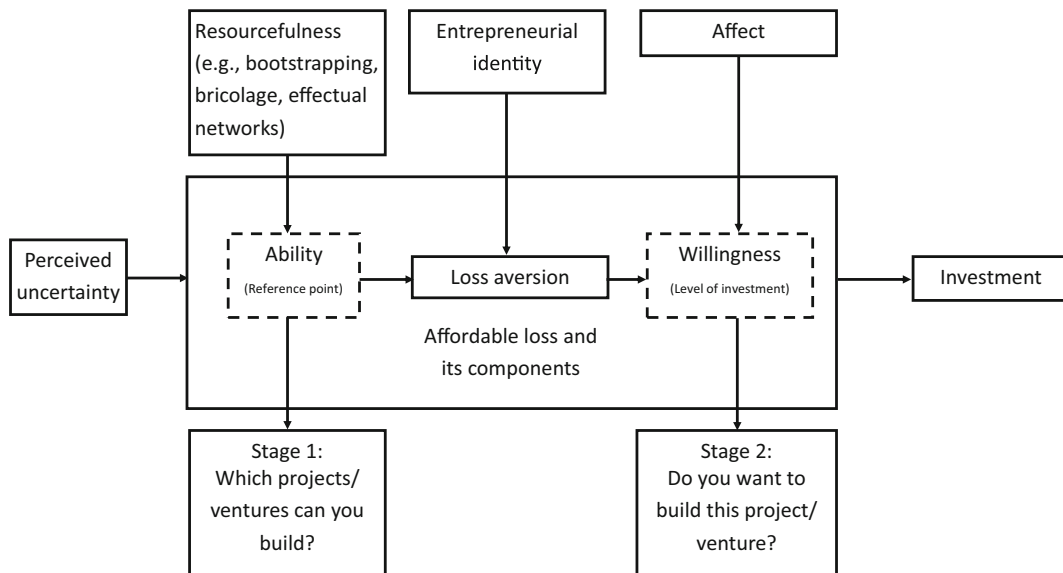 Resourcefulness
(e.g., bootstrapping,
bricolage, effectual
networks)
Entrepreneurial
identity
Affect
Perceived
uncertainty
Ability
(Reference point)
Loss aversion
Willingness
(Level of investment)
Investment
Affordable loss and
its components
Stage 1:
Which projects/
ventures can you
build?
Stage 2:
Do you want to
build this project/
venture?